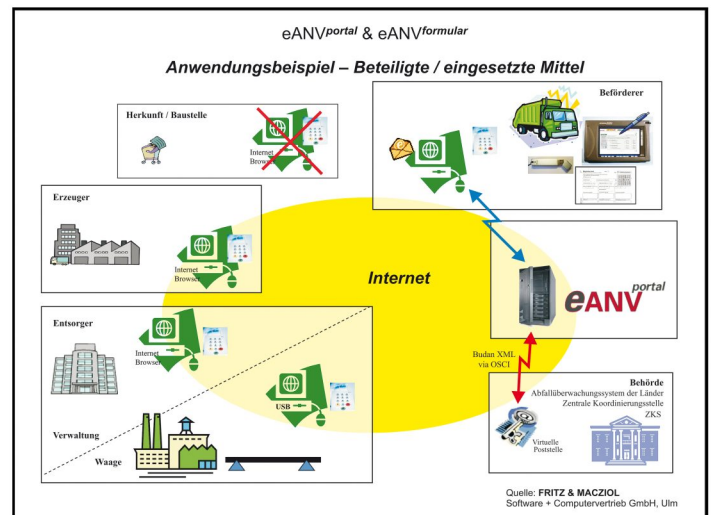 eANVportal & eANVformular
Anwendungsbeispiel – Beteiligte / eingesetzte Mittel
Herkunft / Baustelle
Internet
Browser
Beförderer
Erzeuger
Internet
Browser
Internet
eANV portal
Entsorger
Internet
Browser
USB
Verwaltung
Waage
Budan XML
via OSCI
Behörde
Abfallüberwachungssystem der Länder
Zentrale Koordinierungsstelle
ZKS
Virtuelle
Poststelle
Quelle: FRITZ & MACZIOL
Software + Computervertrieb GmbH, Ulm